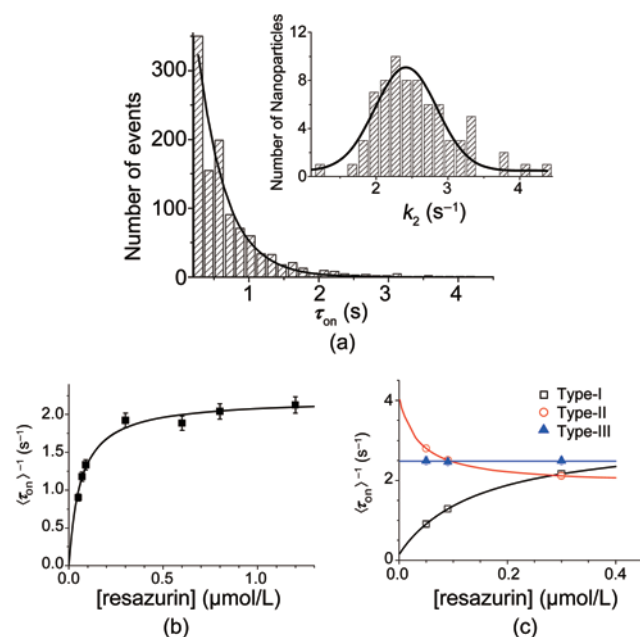 300
200
100
0
Number of events
1 2 3 4
τon (s)
12
8
4
0
Number of Nanoparticles
2 3 4
k2 (s–1)
(a)
2.0
1.5
1.0
0.5
0.0
⟨τon⟩–1 (s–1)
0.0 0.5 1.0
[resazurin] (μmol/L)
(b)
4
2
0
⟨τon⟩–1 (s–1)
Type-I
Type-II
Type-III
0.0 0.2 0.4
[resazurin] (μmol/L)
(c)